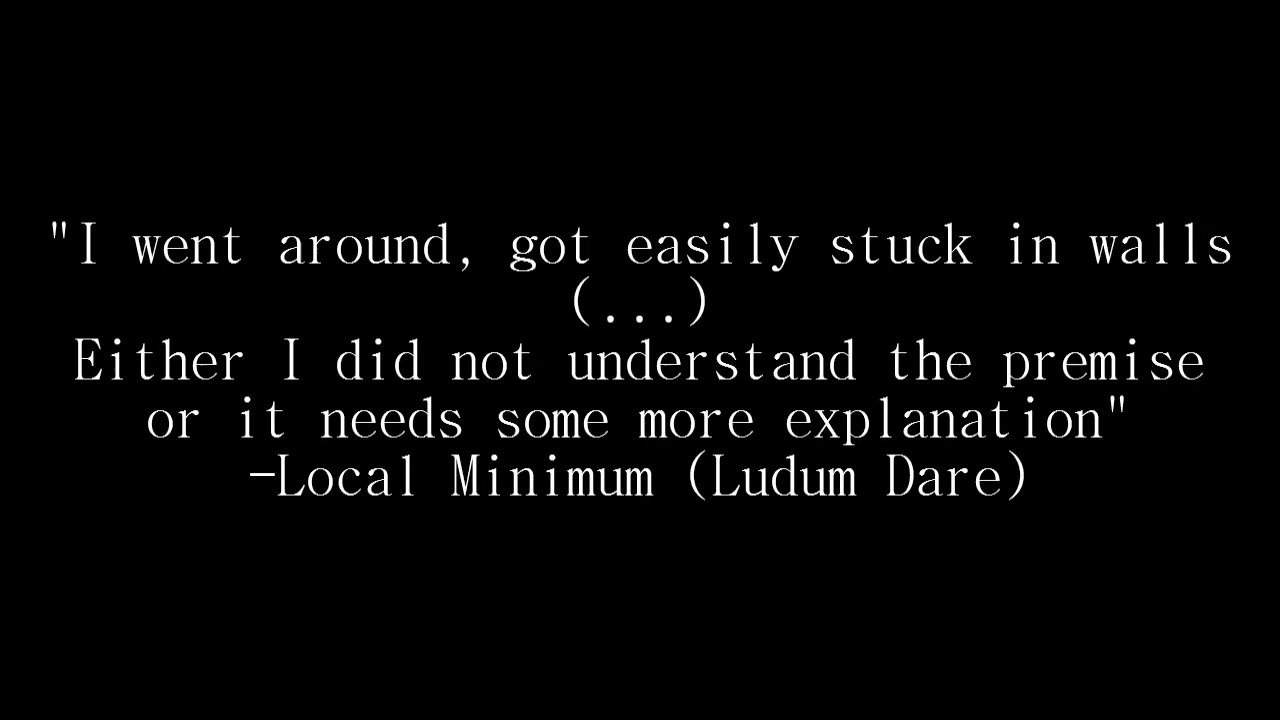 "I went around, got easily stuck in walls
(...)
Either I did not understand the premise
or it needs some more explanation"
-Local Minimum (Ludum Dare)